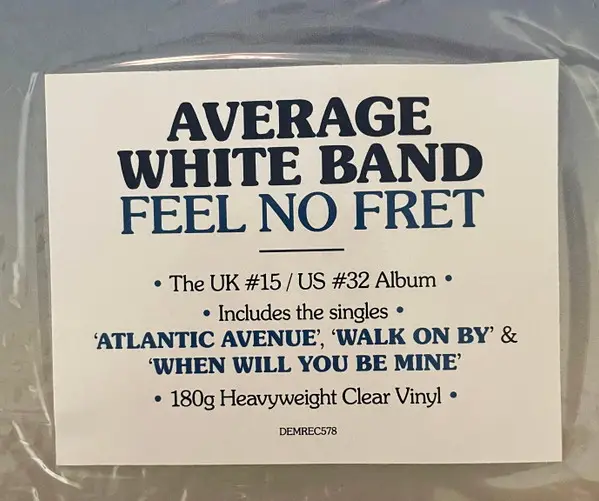 AVERAGE
WHITE BAND
FEEL NO FRET
• The UK #15 / US #32 Album •
• Includes the singles •
‘ATLANTIC AVENUE’, ‘WALK ON BY’ &
‘WHEN WILL YOU BE MINE’
• 180g Heavyweight Clear Vinyl •
DEMREC578